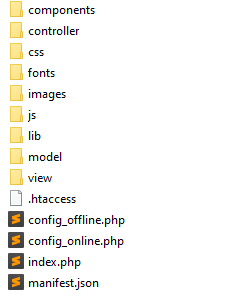 components
controller
css
fonts
images
js
lib
model
view
.htaccess
config_offline.php
config_online.php
index.php
manifest.json